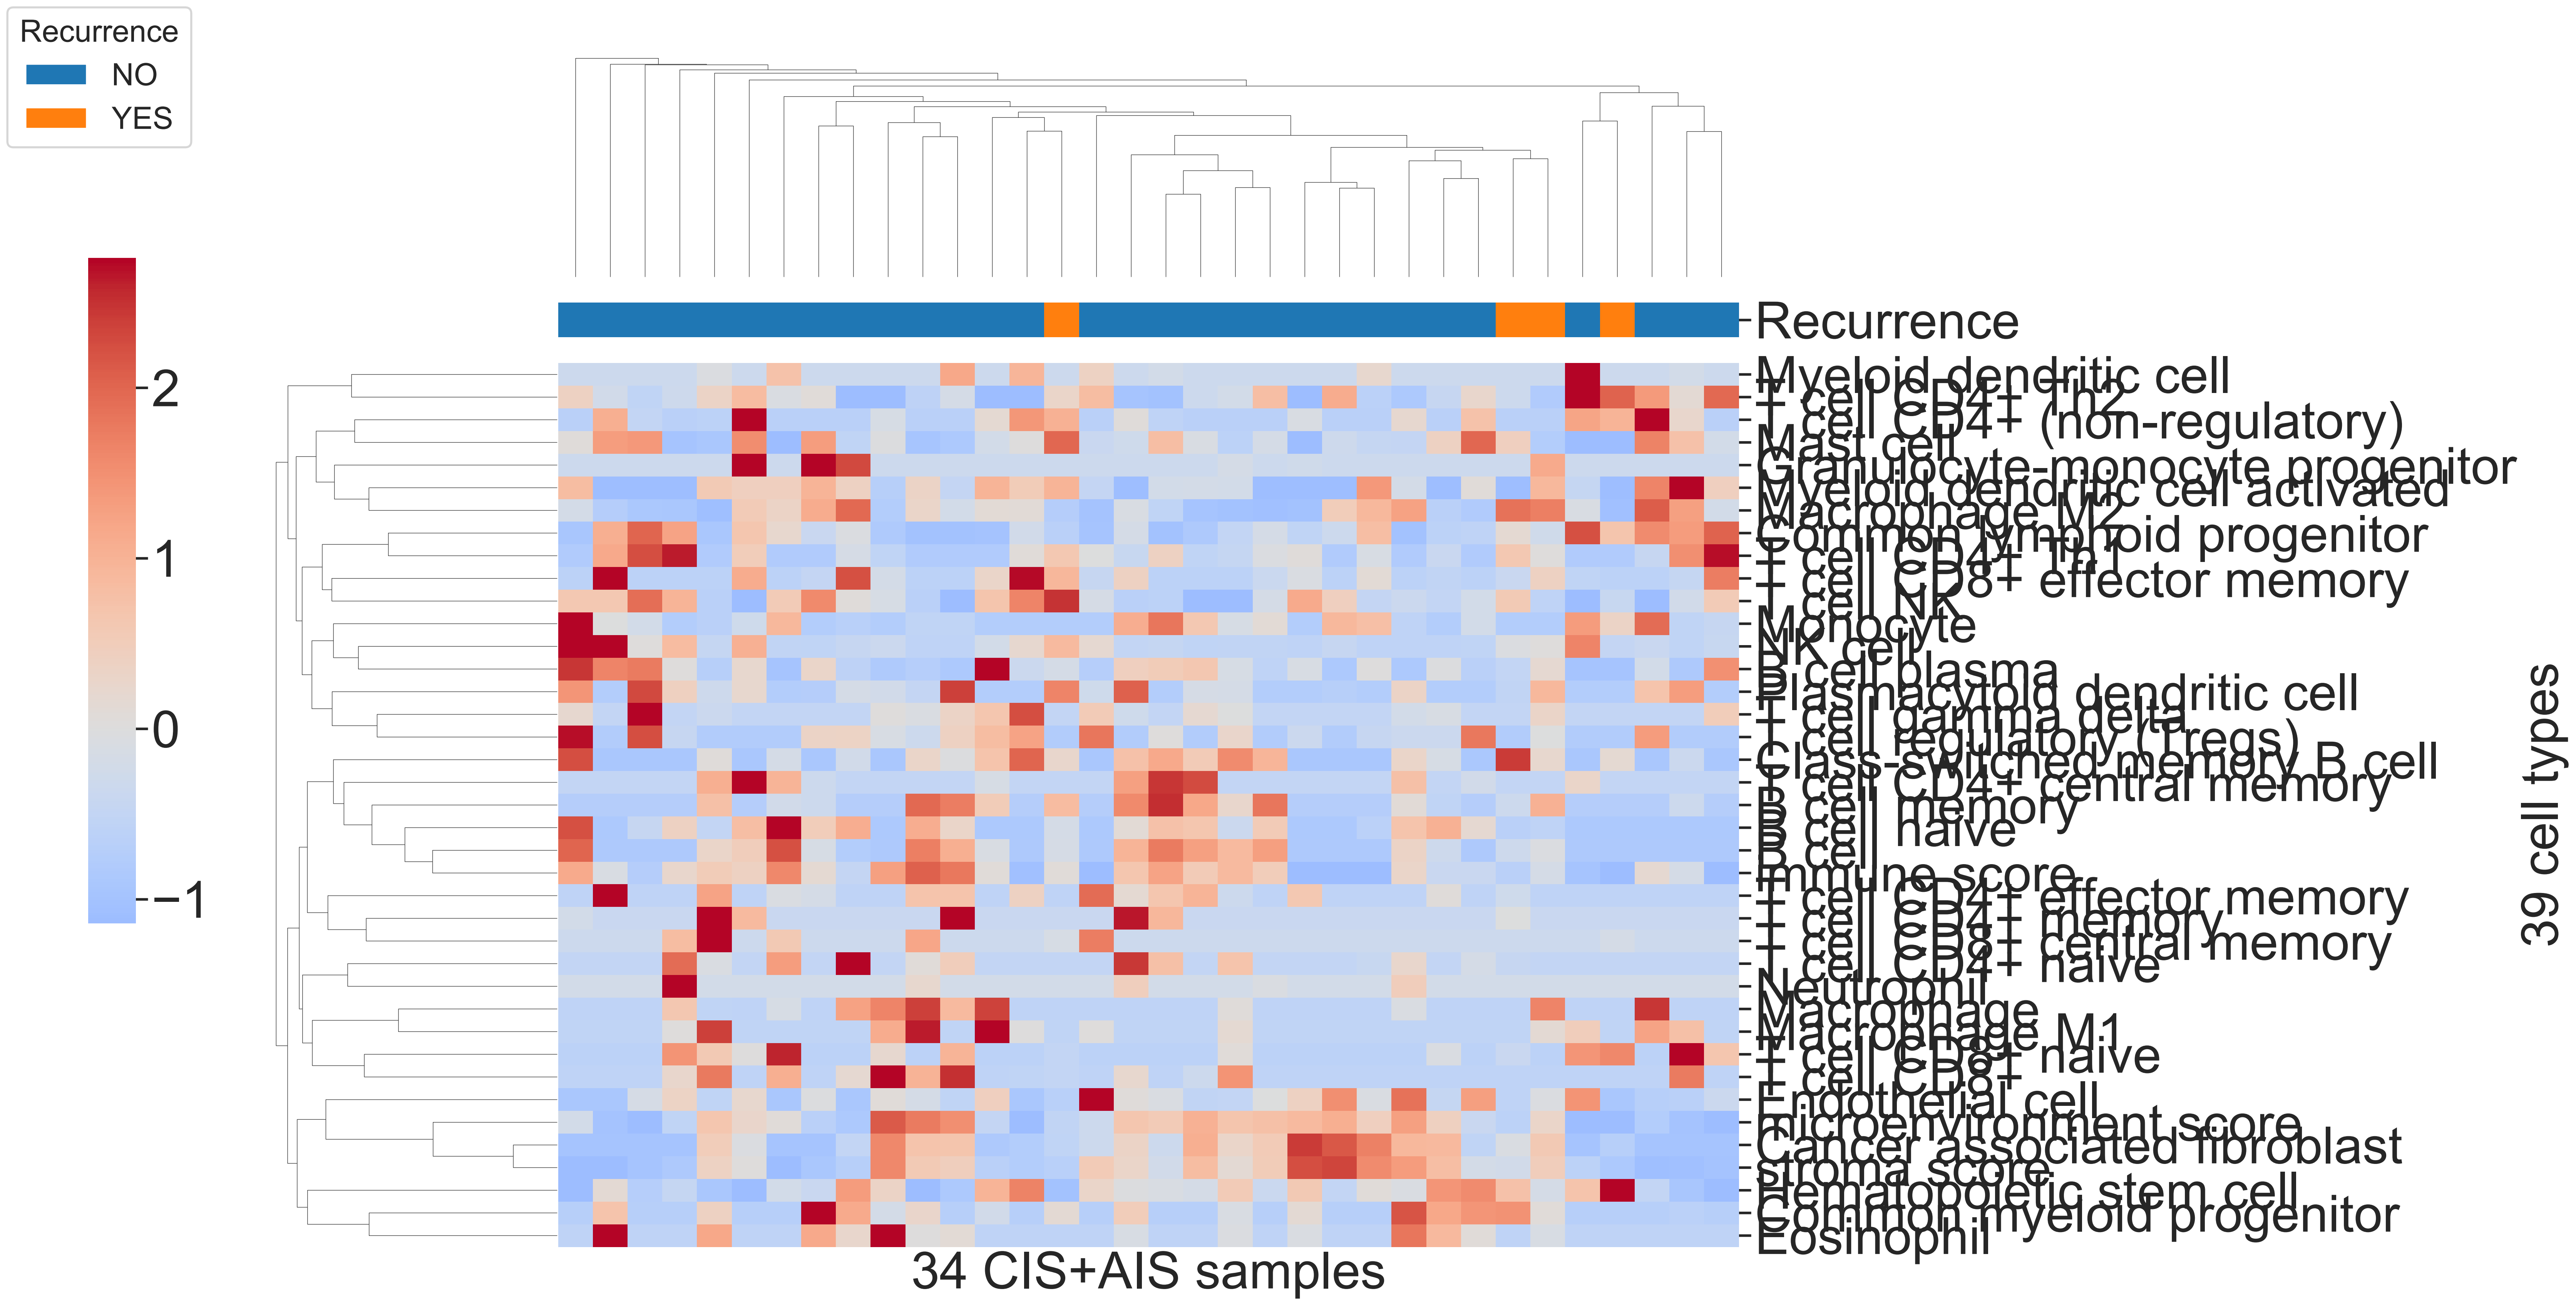 Recurrence
NO
YES
2
1
0
−1
Recurrence
Myeloid dendritic cell
T cell CD4+ Th2
T cell CD4+ (non-regulatory)
Mast cell
Granulocyte-monocyte progenitor
Myeloid dendritic cell activated
Macrophage M2
Common lymphoid progenitor
T cell CD4+ Th1
T cell CD8+ effector memory
T cell NK
Monocyte
NK cell
B cell plasma
Plasmacytoid dendritic cell
T cell gamma delta
T cell regulatory (Tregs)
Class-switched memory B cell
T cell CD4+ central memory
B cell memory
B cell naive
B cell
immune score
T cell CD4+ effector memory
T cell CD4+ memory
T cell CD8+ central memory
T cell CD4+ naive
Neutrophil
Macrophage
Macrophage M1
T cell CD8+ naive
T cell CD8+
Endothelial cell
microenvironment score
Cancer associated fibroblast
stroma score
Hematopoietic stem cell
Common myeloid progenitor
Eosinophil
39 cell types
34 CIS+AIS samples